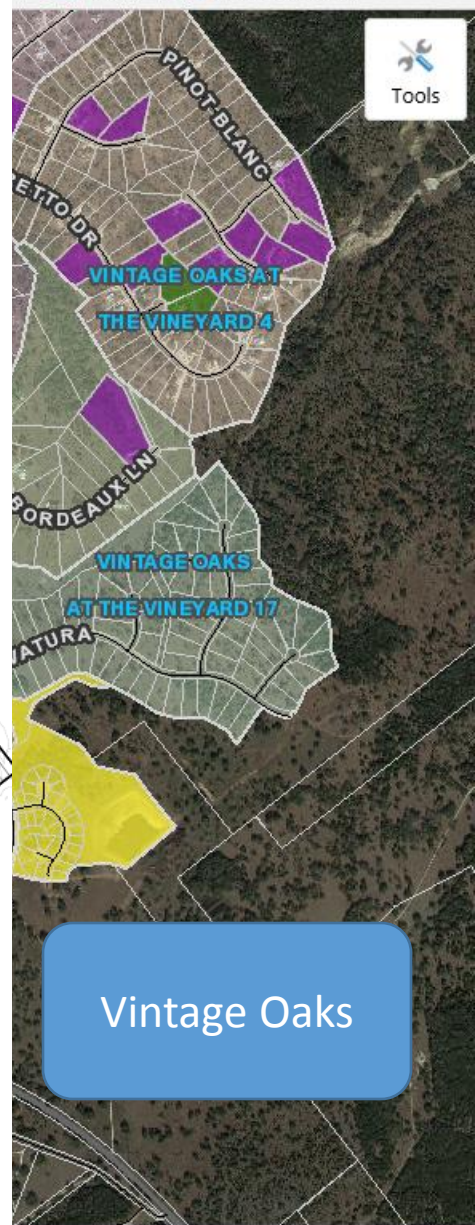 Tools
PINOT BLANC
ETTO DR
VINTAGE OAKS AT
THE VINEYARD 4
BORDEAUX LN
VINTAGE OAKS
AT THE VINEYARD 17
VATURA
Vintage Oaks